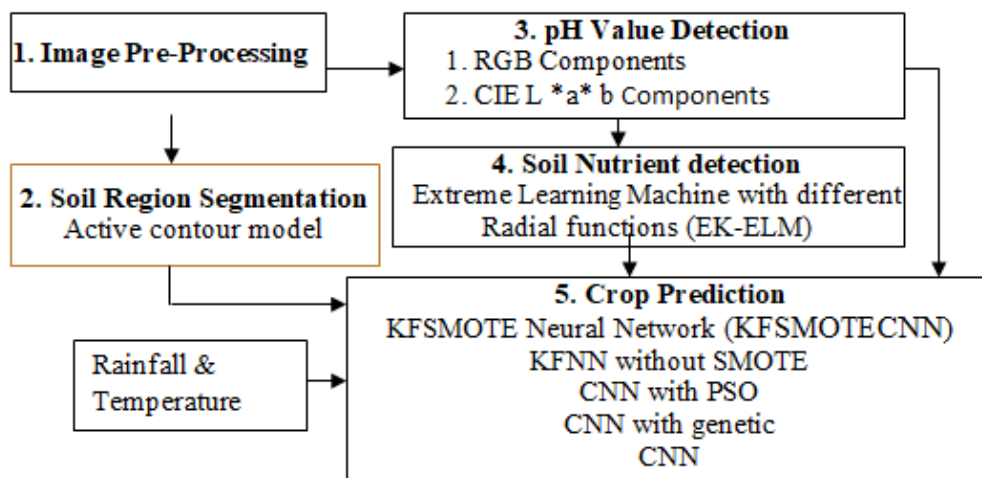 1. Image Pre-Processing
3. pH Value Detection
1. RGB Components
2. CIE L *a* b Components
2. Soil Region Segmentation
Active contour model
4. Soil Nutrient detection
Extreme Learning Machine with different
Radial functions (EK-ELM)
Rainfall &
Temperature
5. Crop Prediction
KFSMOTE Neural Network (KFSMOTECNN)
KFNN without SMOTE
CNN with PSO
CNN with genetic
CNN